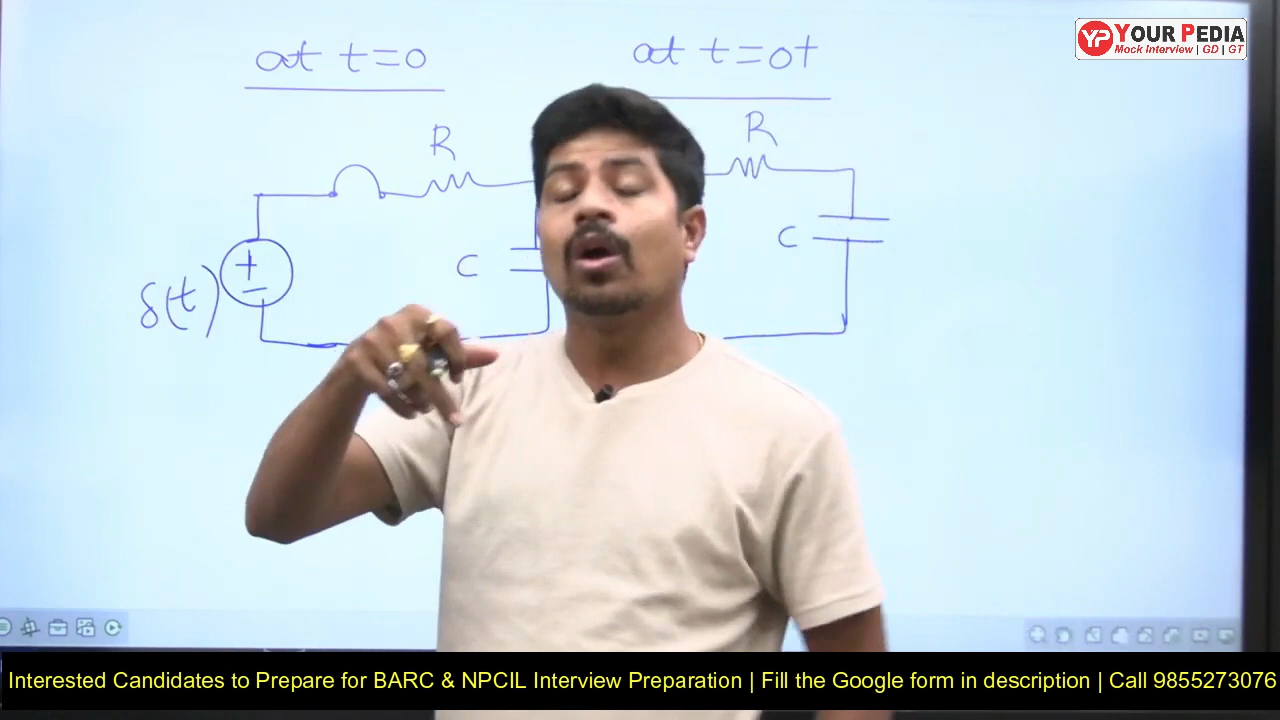 at t=0
at t=0+
YP YOUR PEDIA
Mock Interview | GD | GT
R
R
C
C
+
−
δ(t)
Interested Candidates to Prepare for BARC & NPCIL Interview Preparation | Fill the Google form in description | Call 9855273076